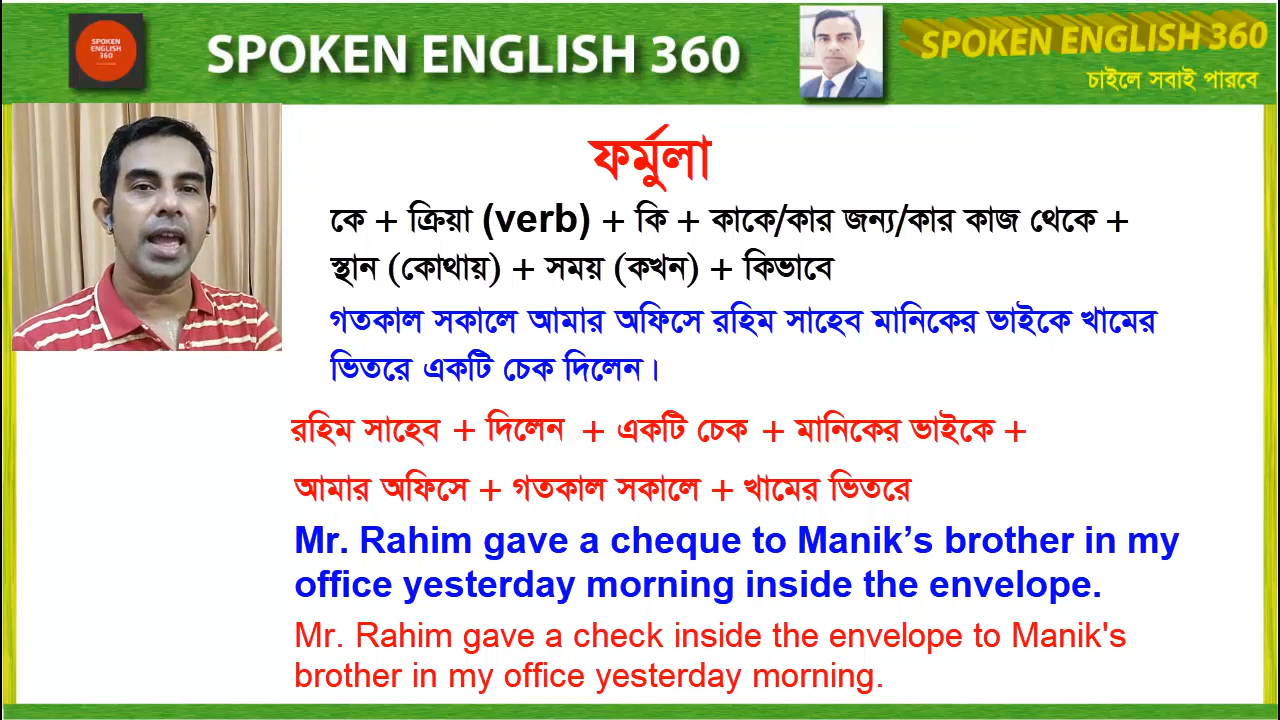 SPOKEN
ENGLISH
360
SPOKEN ENGLISH 360
SPOKEN ENGLISH 360
চাইলে সবাই পারবে
ফর্মুলা
কে + ক্রিয়া (verb) + কি + কাকে/কার জন্য/কার কাজ থেকে +
স্থান (কোথায়) + সময় (কখন) + কিভাবে
গতকাল সকালে আমার অফিসে রহিম সাহেব মানিকের ভাইকে খামের
ভিতরে একটি চেক দিলেন।
রহিম সাহেব + দিলেন + একটি চেক + মানিকের ভাইকে +
আমার অফিসে + গতকাল সকালে + খামের ভিতরে
Mr. Rahim gave a cheque to Manik’s brother in my
office yesterday morning inside the envelope.
Mr. Rahim gave a check inside the envelope to Manik's
brother in my office yesterday morning.